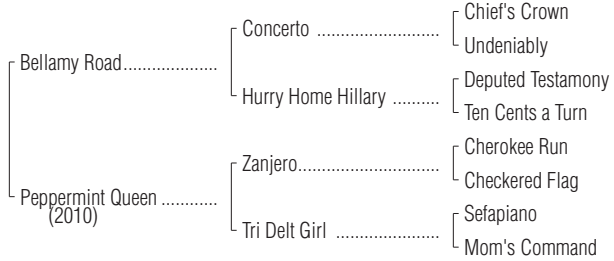 Chief's Crown
Concerto ......................
Undeniably
Bellamy Road.................
Deputed Testamony
Hurry Home Hillary .........
Ten Cents a Turn
Cherokee Run
Zanjero.........................
Checkered Flag
Peppermint Queen ..........
(2010)
Sefapiano
Tri Delt Girl ...................
Mom's Command